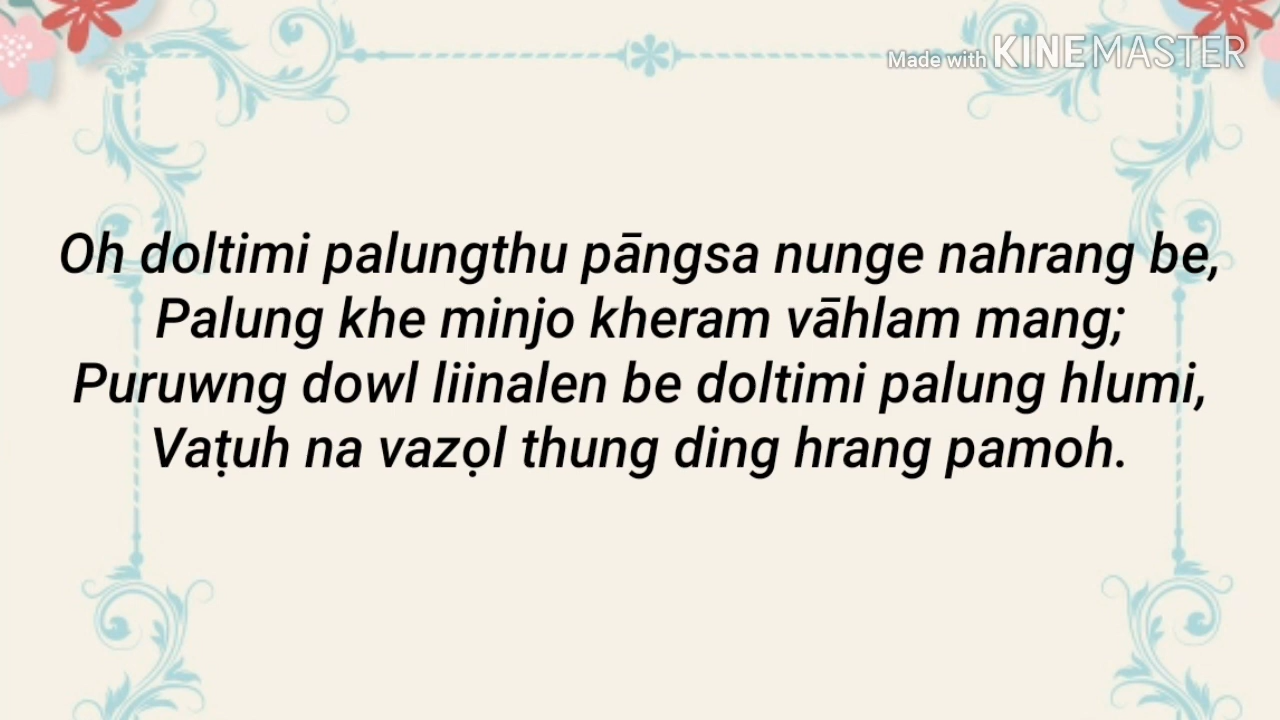 Made with KINEMASTER
Oh doltimi palungthu pāngsa nunge nahrang be,
Palung khe minjo kheram vāhlam mang;
Puruwng dowl liinalen be doltimi palung hlumi,
Vaṭuh na vazọl thung ding hrang pamoh.